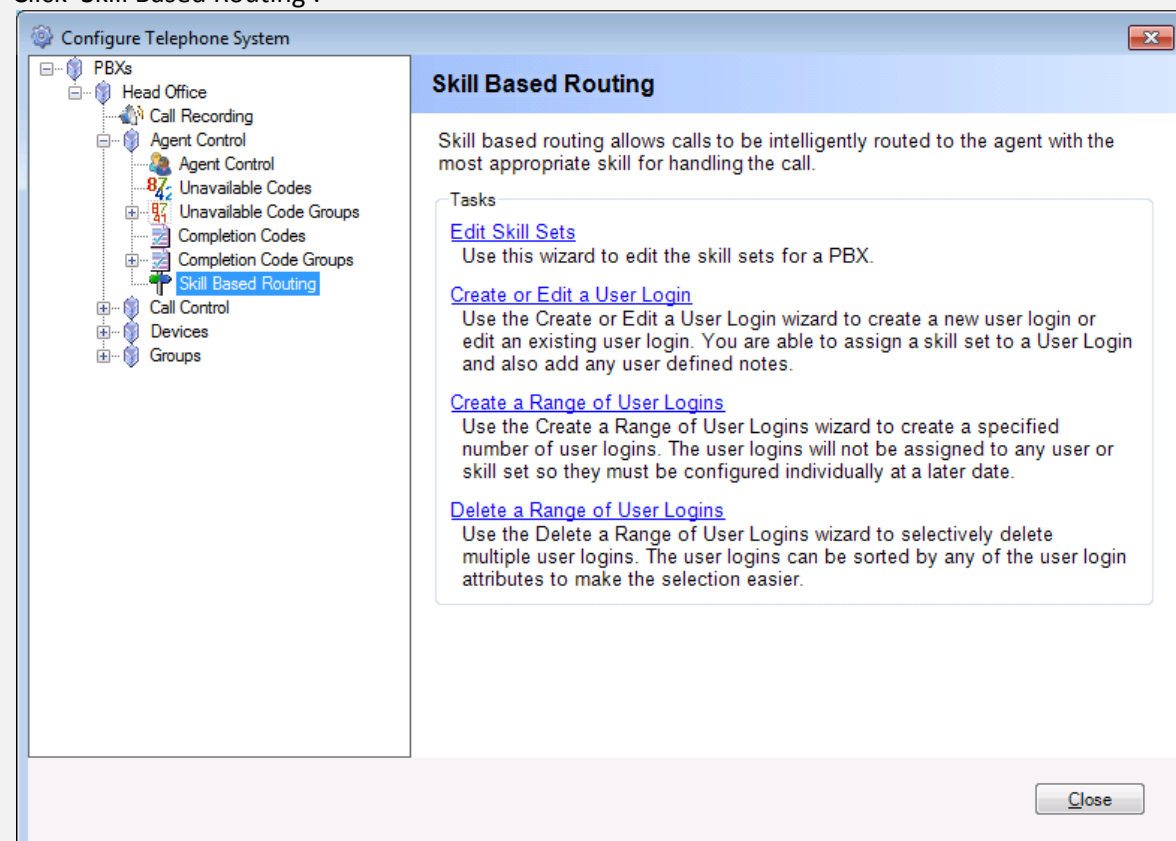 Click 'Skill Based Routing'.
Configure Telephone System
PBXs
Head Office
Call Recording
Agent Control
Agent Control
Unavailable Codes
Unavailable Code Groups
Completion Codes
Completion Code Groups
Skill Based Routing
Call Control
Devices
Groups
Skill Based Routing
Skill based routing allows calls to be intelligently routed to the agent with the
most appropriate skill for handling the call.
Tasks
Edit Skill Sets
Use this wizard to edit the skill sets for a PBX.
Create or Edit a User Login
Use the Create or Edit a User Login wizard to create a new user login or
edit an existing user login. You are able to assign a skill set to a User Login
and also add any user defined notes.
Create a Range of User Logins
Use the Create a Range of User Logins wizard to create a specified
number of user logins. The user logins will not be assigned to any user or
skill set so they must be configured individually at a later date.
Delete a Range of User Logins
Use the Delete a Range of User Logins wizard to selectively delete
multiple user logins. The user logins can be sorted by any of the user login
attributes to make the selection easier.
Close